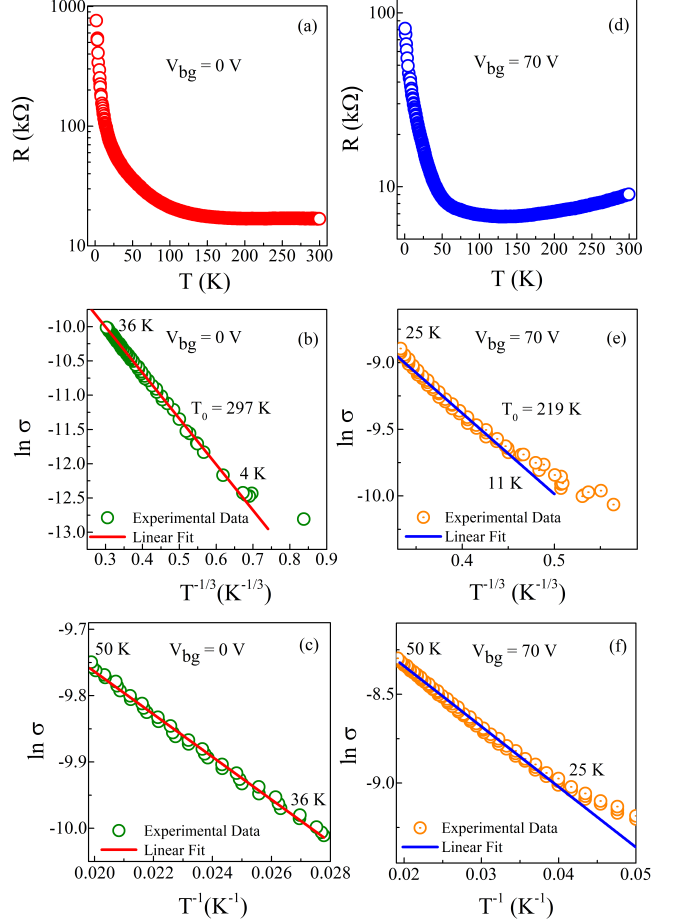 (a)
V_bg = 0 V
R (kΩ)
1000
100
10
0 50 100 150 200 250 300
T (K)
(d)
V_bg = 70 V
R (kΩ)
100
10
0 50 100 150 200 250 300
T (K)
36 K
V_bg = 0 V
(b)
T_0 = 297 K
4 K
ln σ
-10.0
-10.5
-11.0
-11.5
-12.0
-12.5
-13.0
Experimental Data
Linear Fit
0.3 0.4 0.5 0.6 0.7 0.8 0.9
T^-1/3(K^-1/3)
25 K
V_bg = 70 V
(e)
T_0 = 219 K
11 K
ln σ
-9.0
-9.5
-10.0
Experimental Data
Linear Fit
0.4 0.5
T^-1/3 (K^-1/3)
50 K
V_bg = 0 V
(c)
36 K
ln σ
-9.7
-9.8
-9.9
-10.0
Experimental Data
Linear Fit
0.020 0.022 0.024 0.026 0.028
T^-1(K^-1)
50 K
V_bg = 70 V
(f)
25 K
ln σ
-8.5
-9.0
Experimental Data
Linear Fit
0.02 0.03 0.04 0.05
T^-1 (K^-1)